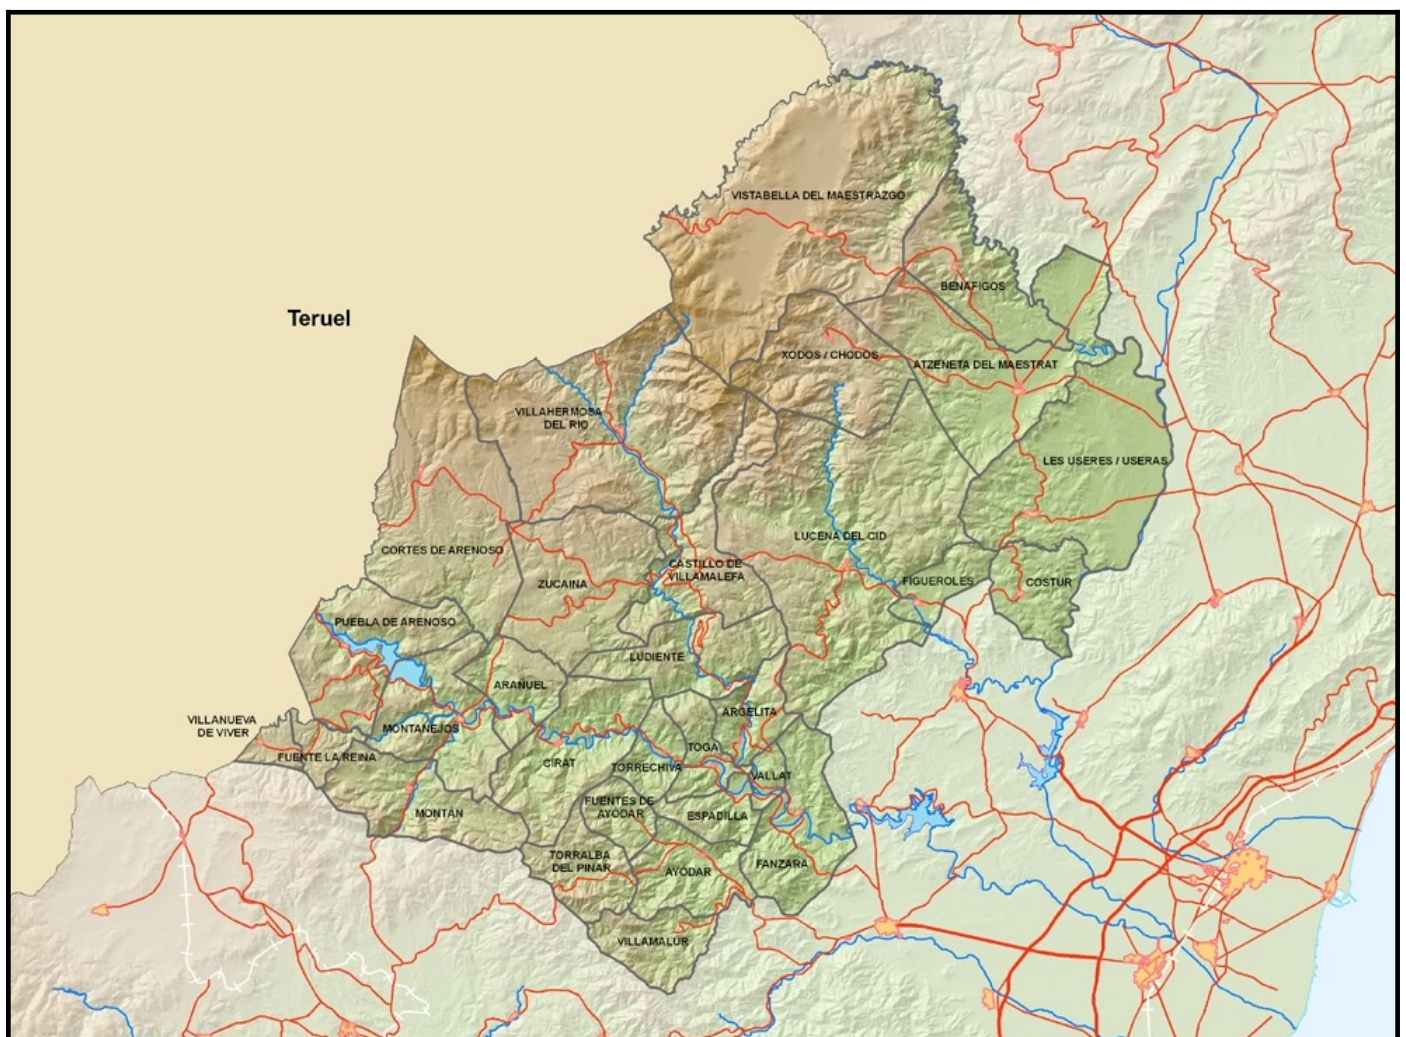 VISTABELLA DEL MAESTRAZGO
BENAFIGOS
Teruel
XODOS / CHODOS
ATZENETA DEL MAESTRAT
VILLAHERMOSA
DEL RIO
LES USERES / USERAS
LUCENA DEL CID
CORTES DE ARENOSO
CASTILLO DE
VILLAMALEFA
ZUCAINA
FIGUEROLES
COSTUR
PUEBLA DE ARENOSO
LUDIENTE
ARAÑUEL
ARGELITA
VILLANUEVA
DE VIVER
MONTANEJOS
TOGA
FUENTE LA REINA
CIRAT
TORRECHIVA
VALLAT
FUENTES DE
AYÓDAR
MONTÁN
ESPADILLA
TORRALBA
DEL PINAR
FANZARA
AYÓDAR
VILLAMALUR